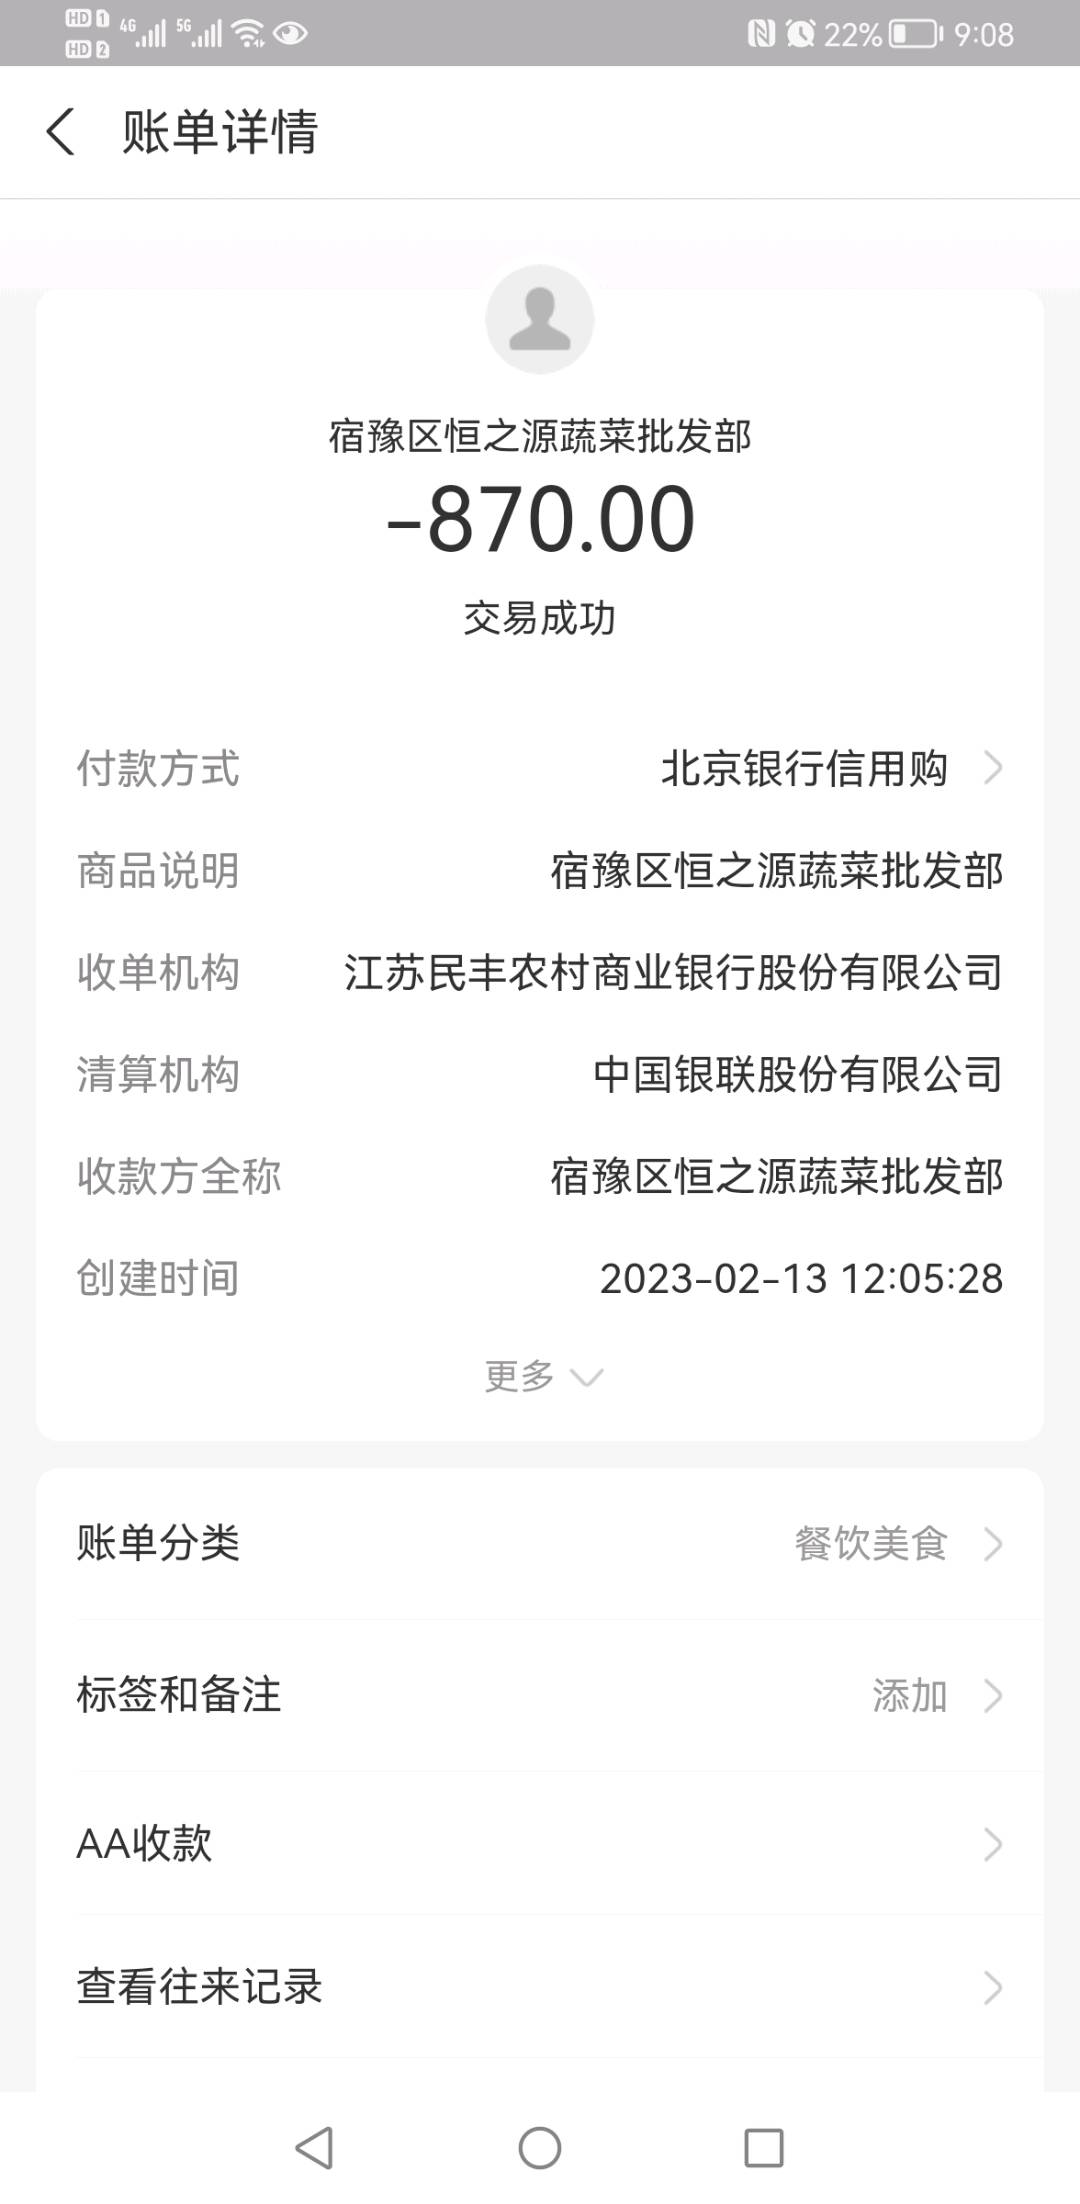 HD 1 4G 5G 22% 9:08
HD 2
账单详情
宿豫区恒之源蔬菜批发部
-870.00
交易成功
付款方式 北京银行信用购
商品说明 宿豫区恒之源蔬菜批发部
收单机构 江苏民丰农村商业银行股份有限公司
清算机构 中国银联股份有限公司
收款方全称 宿豫区恒之源蔬菜批发部
创建时间 2023-02-13 12:05:28
更多
账单分类 餐饮美食
标签和备注 添加
AA收款
查看往来记录